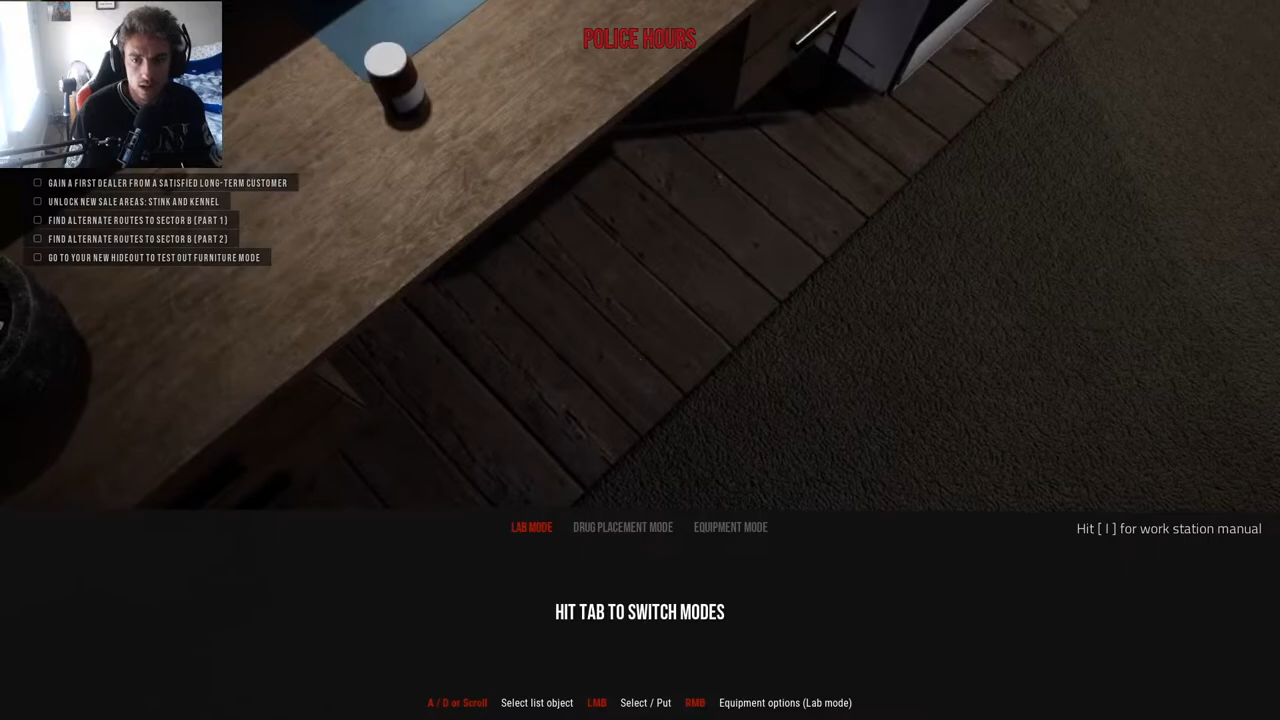 POLICE HOURS
GAIN A FIRST DEALER FROM A SATISFIED LONG-TERM CUSTOMER
UNLOCK NEW SALE AREAS: STINK AND KENNEL
FIND ALTERNATE ROUTES TO SECTOR B (PART 1)
FIND ALTERNATE ROUTES TO SECTOR B (PART 2)
GO TO YOUR NEW HIDEOUT TO TEST OUT FURNITURE MODE
LAB MODE DRUG PLACEMENT MODE EQUIPMENT MODE
Hit [ I ] for work station manual
HIT TAB TO SWITCH MODES
A / D or Scroll Select list object LMB Select / Put RMB Equipment options (Lab mode)